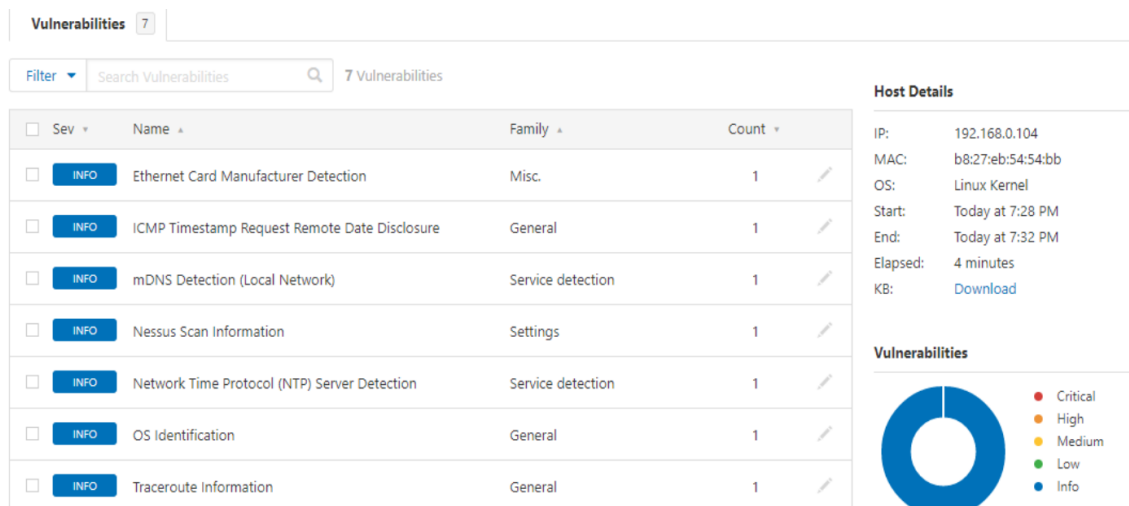 Vulnerabilities 7
Filter Search Vulnerabilities 7 Vulnerabilities
Sev Name Family Count
INFO Ethernet Card Manufacturer Detection Misc. 1
INFO ICMP Timestamp Request Remote Date Disclosure General 1
INFO mDNS Detection (Local Network) Service detection 1
INFO Nessus Scan Information Settings 1
INFO Network Time Protocol (NTP) Server Detection Service detection 1
INFO OS Identification General 1
INFO Traceroute Information General 1
Host Details
IP: 192.168.0.104
MAC: b8:27:eb:54:54:bb
OS: Linux Kernel
Start: Today at 7:28 PM
End: Today at 7:32 PM
Elapsed: 4 minutes
KB: Download
Vulnerabilities
Critical
High
Medium
Low
Info